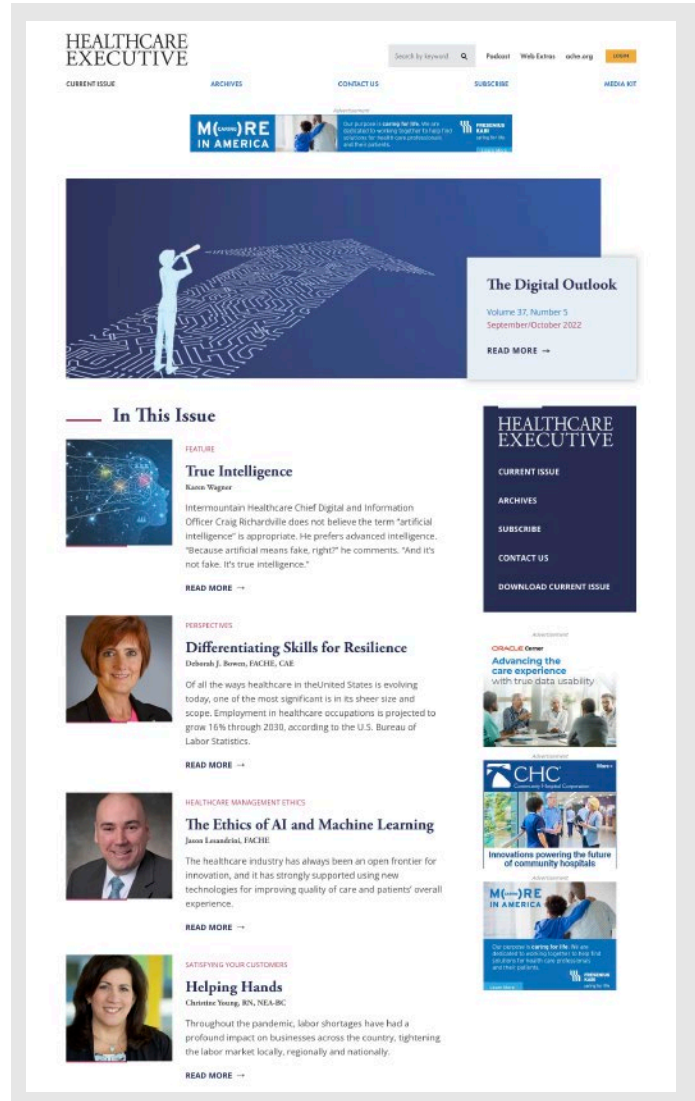 HEALTHCARE
EXECUTIVE
Search by keyword
Podcast Web Extras ache.org LOGIN
CURRENT ISSUE ARCHIVES CONTACT US SUBSCRIBE MEDIA KIT
Advertisement
M(CARING)RE
IN AMERICA
Our purpose is caring for life. We are
dedicated to working together to help find
solutions for health care professionals
and their patients.
FRESENIUS
KABI
caring for life
Learn More
The Digital Outlook
Volume 37, Number 5
September/October 2022
READ MORE →
In This Issue
FEATURE
True Intelligence
Karen Wagner
Intermountain Healthcare Chief Digital and Information
Officer Craig Richardville does not believe the term "artificial
intelligence" is appropriate. He prefers advanced intelligence.
"Because artificial means fake, right?" he comments. "And it's
not fake. It's true intelligence."
READ MORE →
PERSPECTIVES
Differentiating Skills for Resilience
Deborah J. Bowen, FACHE, CAE
Of all the ways healthcare in theUnited States is evolving
today, one of the most significant is in its sheer size and
scope. Employment in healthcare occupations is projected to
grow 16% through 2030, according to the U.S. Bureau of
Labor Statistics.
READ MORE →
HEALTHCARE MANAGEMENT ETHICS
The Ethics of AI and Machine Learning
Jason Lesandrini, FACHE
The healthcare industry has always been an open frontier for
innovation, and it has strongly supported using new
technologies for improving quality of care and patients' overall
experience.
READ MORE →
SATISFYING YOUR CUSTOMERS
Helping Hands
Christine Young, RN, NEA-BC
Throughout the pandemic, labor shortages have had a
profound impact on businesses across the country, tightening
the labor market locally, regionally and nationally.
READ MORE →
HEALTHCARE
EXECUTIVE
CURRENT ISSUE
ARCHIVES
SUBSCRIBE
CONTACT US
DOWNLOAD CURRENT ISSUE
Advertisement
ORACLE Cerner
Advancing the
care experience
with true data usability
Advertisement
CHC
Community Hospital Corporation
Innovations powering the future
of community hospitals
Advertisement
M(CARING)RE
IN AMERICA
Our purpose is caring for life. We are
dedicated to working together to help find
solutions for health care professionals
and their patients.
FRESENIUS
KABI
caring for life
Learn More